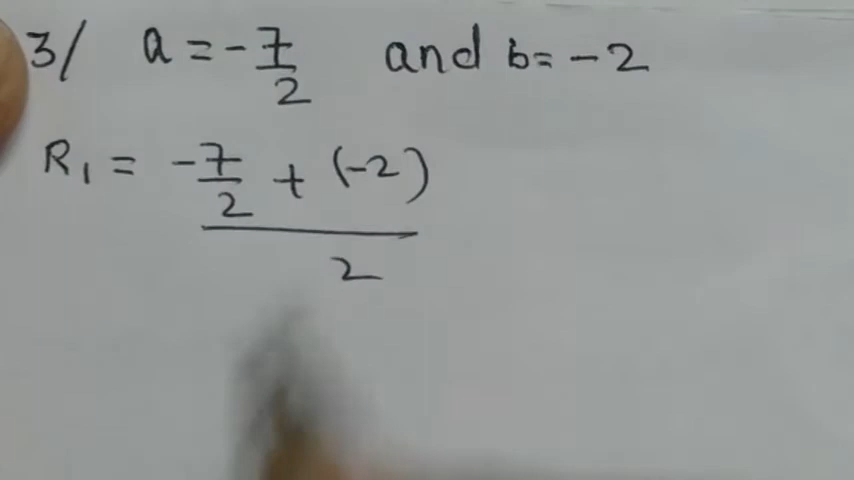 3/ a = -7/2 and b = -2
R₁ = (-7/2 + (-2))/2